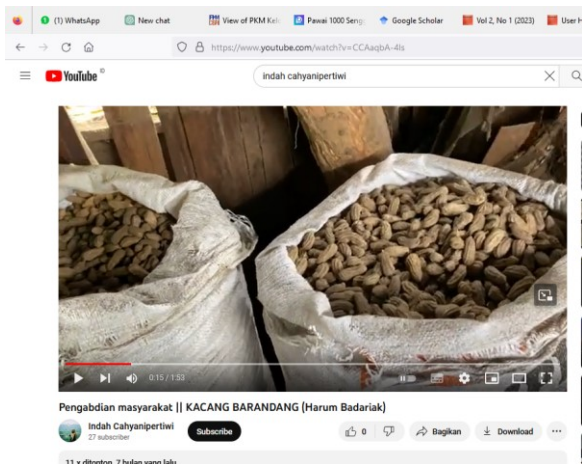 (1) WhatsApp
New chat
View of PKM Kel
Pawai 1000 Seng
Google Scholar
Vol 2, No 1 (2023)
User H
https://www.youtube.com/watch?v=CCAaqbA-4ls
YouTube ID
indah cahyanipertiwi
0:15 / 1:53
Pengabdian masyarakat || KACANG BARANDANG (Harum Badariak)
Indah Cahyanipertiwi
27 subscriber
Subscribe
0
Bagikan
Download
11 x ditonton 7 bulan yang lalu